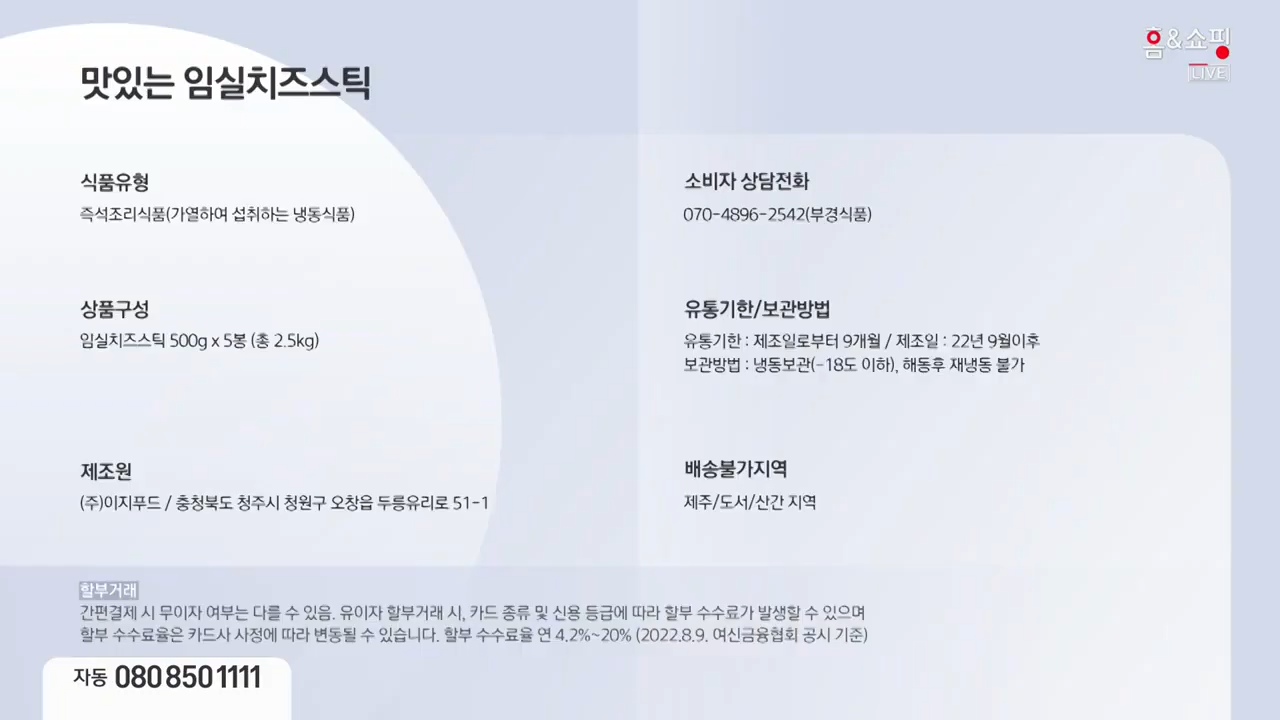 홈&쇼핑
LIVE
맛있는 임실치즈스틱
식품유형
즉석조리식품(가열하여 섭취하는 냉동식품)
소비자 상담전화
070-4896-2542(부경식품)
상품구성
임실치즈스틱 500g x 5봉 (총 2.5kg)
유통기한/보관방법
유통기한 : 제조일로부터 9개월 / 제조일 : 22년 9월이후
보관방법 : 냉동보관(-18도 이하), 해동후 재냉동 불가
제조원
(주)이지푸드 / 충청북도 청주시 청원구 오창읍 두릉유리로 51-1
배송불가지역
제주/도서/산간 지역
할부거래
간편결제 시 무이자 여부는 다를 수 있음. 유이자 할부거래 시, 카드 종류 및 신용 등급에 따라 할부 수수료가 발생할 수 있으며
할부 수수료율은 카드사 사정에 따라 변동될 수 있습니다. 할부 수수료율 연 4.2%~20% (2022.8.9. 여신금융협회 공시 기준)
자동 080 850 1111